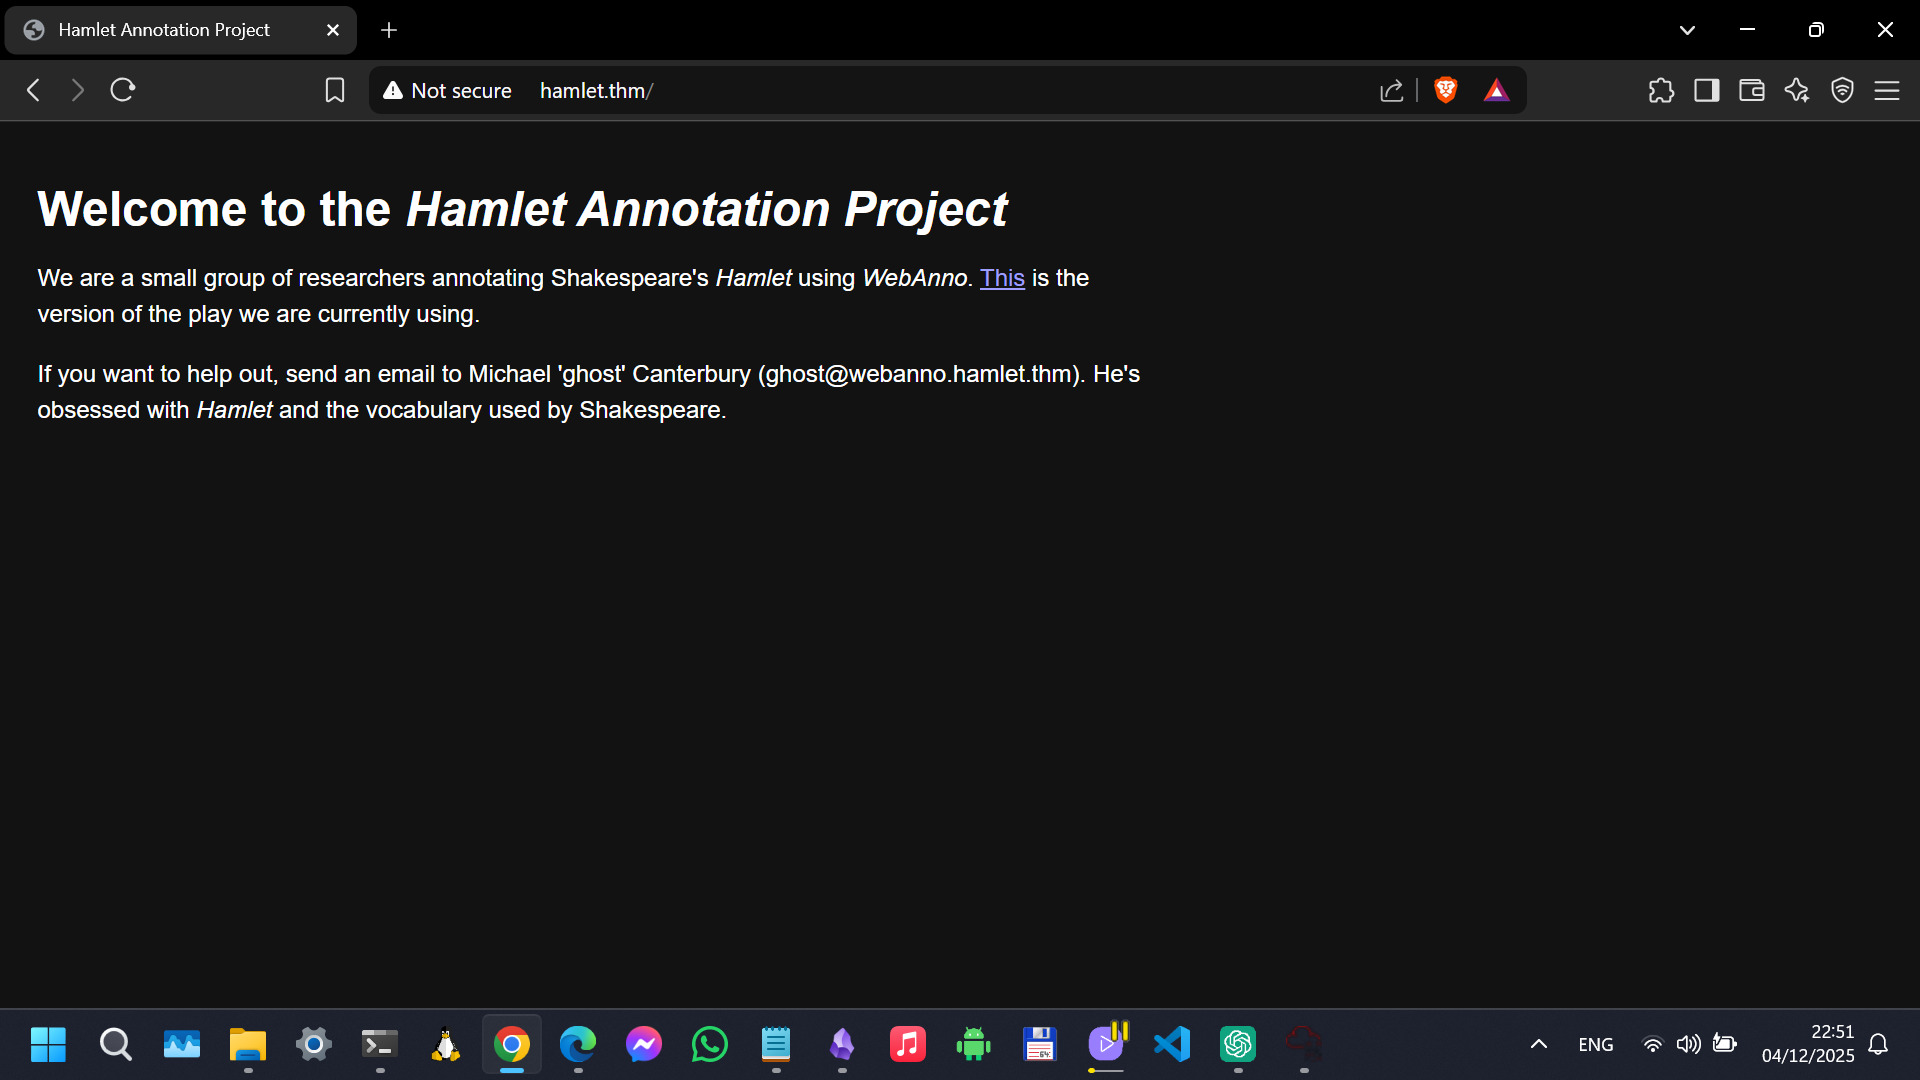 Hamlet Annotation Project
Not secure hamlet.thm/
Welcome to the Hamlet Annotation Project
We are a small group of researchers annotating Shakespeare's Hamlet using WebAnno. This is the
version of the play we are currently using.
If you want to help out, send an email to Michael 'ghost' Canterbury (ghost@webanno.hamlet.thm). He's
obsessed with Hamlet and the vocabulary used by Shakespeare.
64
ENG
22:51
04/12/2025